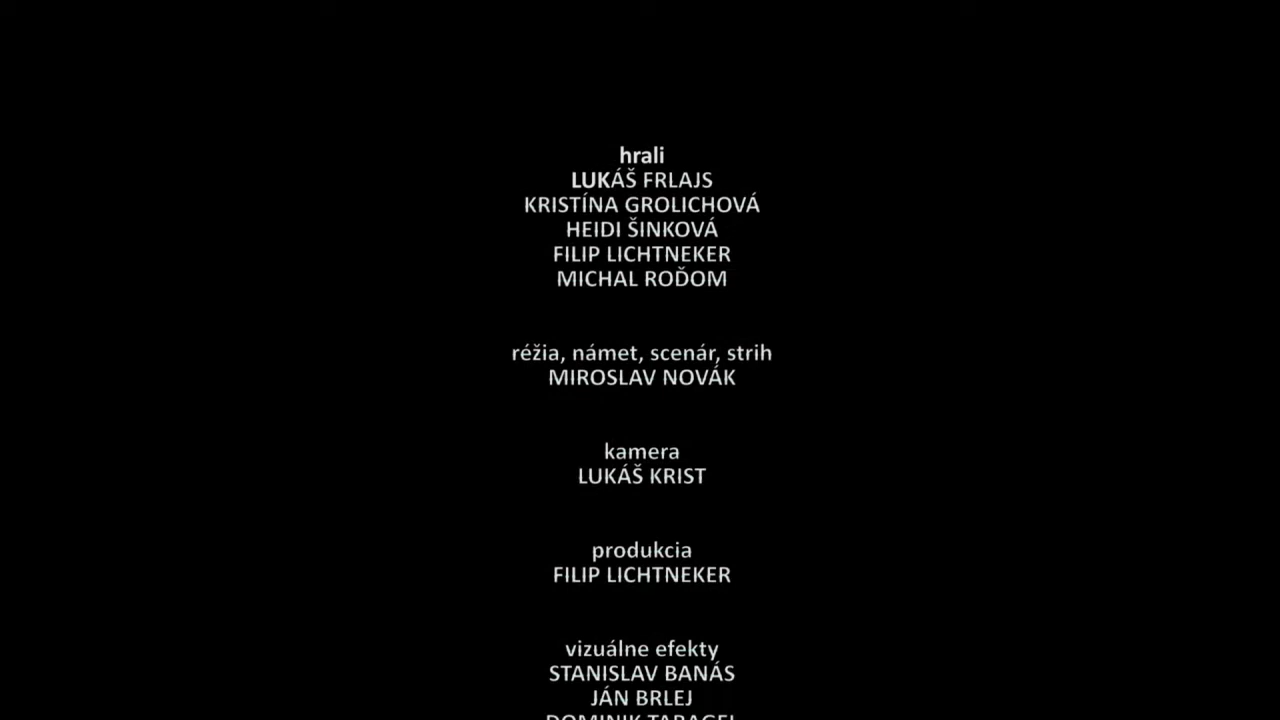 hrali
LUKÁŠ FRLAJS
KRISTÍNA GROLICHOVÁ
HEIDI ŠINKOVÁ
FILIP LICHTNEKER
MICHAL ROĎOM
réžia, námet, scenár, strih
MIROSLAV NOVÁK
kamera
LUKÁŠ KRIST
produkcia
FILIP LICHTNEKER
vizuálne efekty
STANISLAV BANÁS
JÁN BRLEJ
DOMINIK